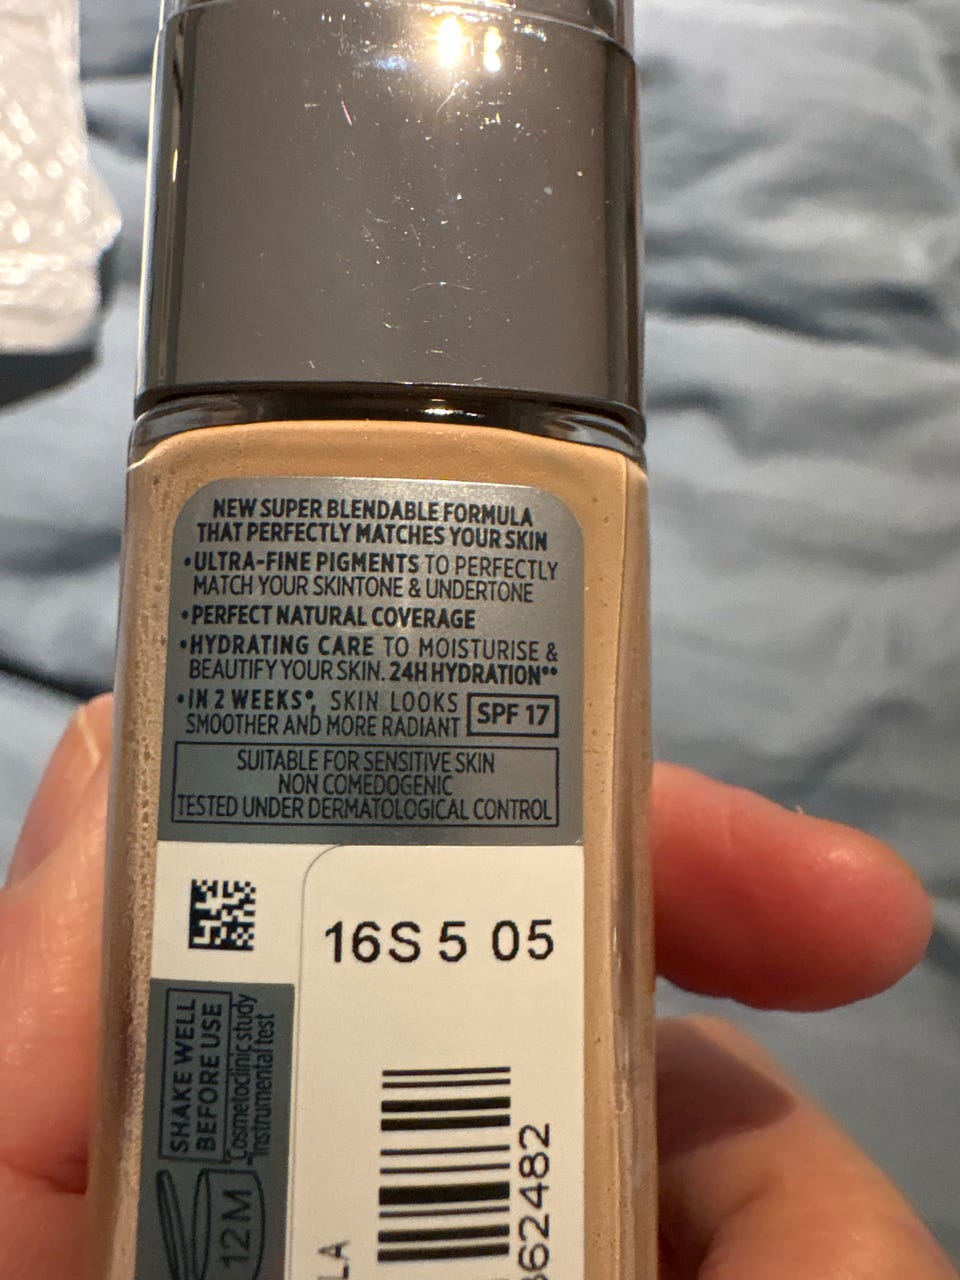 NEW SUPER BLENDABLE FORMULA
THAT PERFECTLY MATCHES YOUR SKIN
•ULTRA-FINE PIGMENTS TO PERFECTLY
MATCH YOUR SKINTONE & UNDERTONE
•PERFECT NATURAL COVERAGE
•HYDRATING CARE TO MOISTURISE &
BEAUTIFY YOUR SKIN. 24H HYDRATION**
•IN 2 WEEKS*, SKIN LOOKS
SMOOTHER AND MORE RADIANT
SPF 17
SUITABLE FOR SENSITIVE SKIN
NON COMEDOGENIC
TESTED UNDER DERMATOLOGICAL CONTROL
16S 5 05
SHAKE WELL
BEFORE USE
*Cosmetoclinic study
**Instrumental test
12M
LA
362482